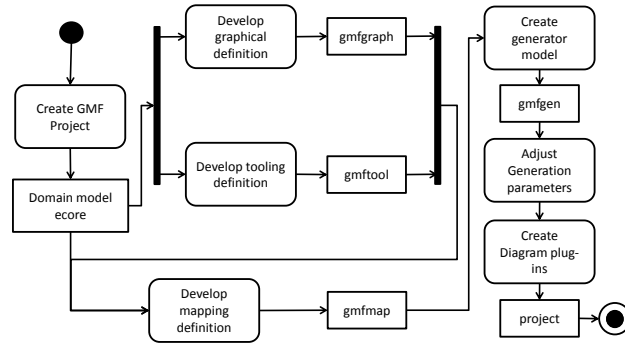 Create GMF
Project
Domain model
ecore
Develop
graphical
definition
gmfgraph
Develop tooling
definition
gmftool
Develop
mapping
definition
gmfmap
Create
generator
model
gmfgen
Adjust
Generation
parameters
Create
Diagram plug-
ins
project